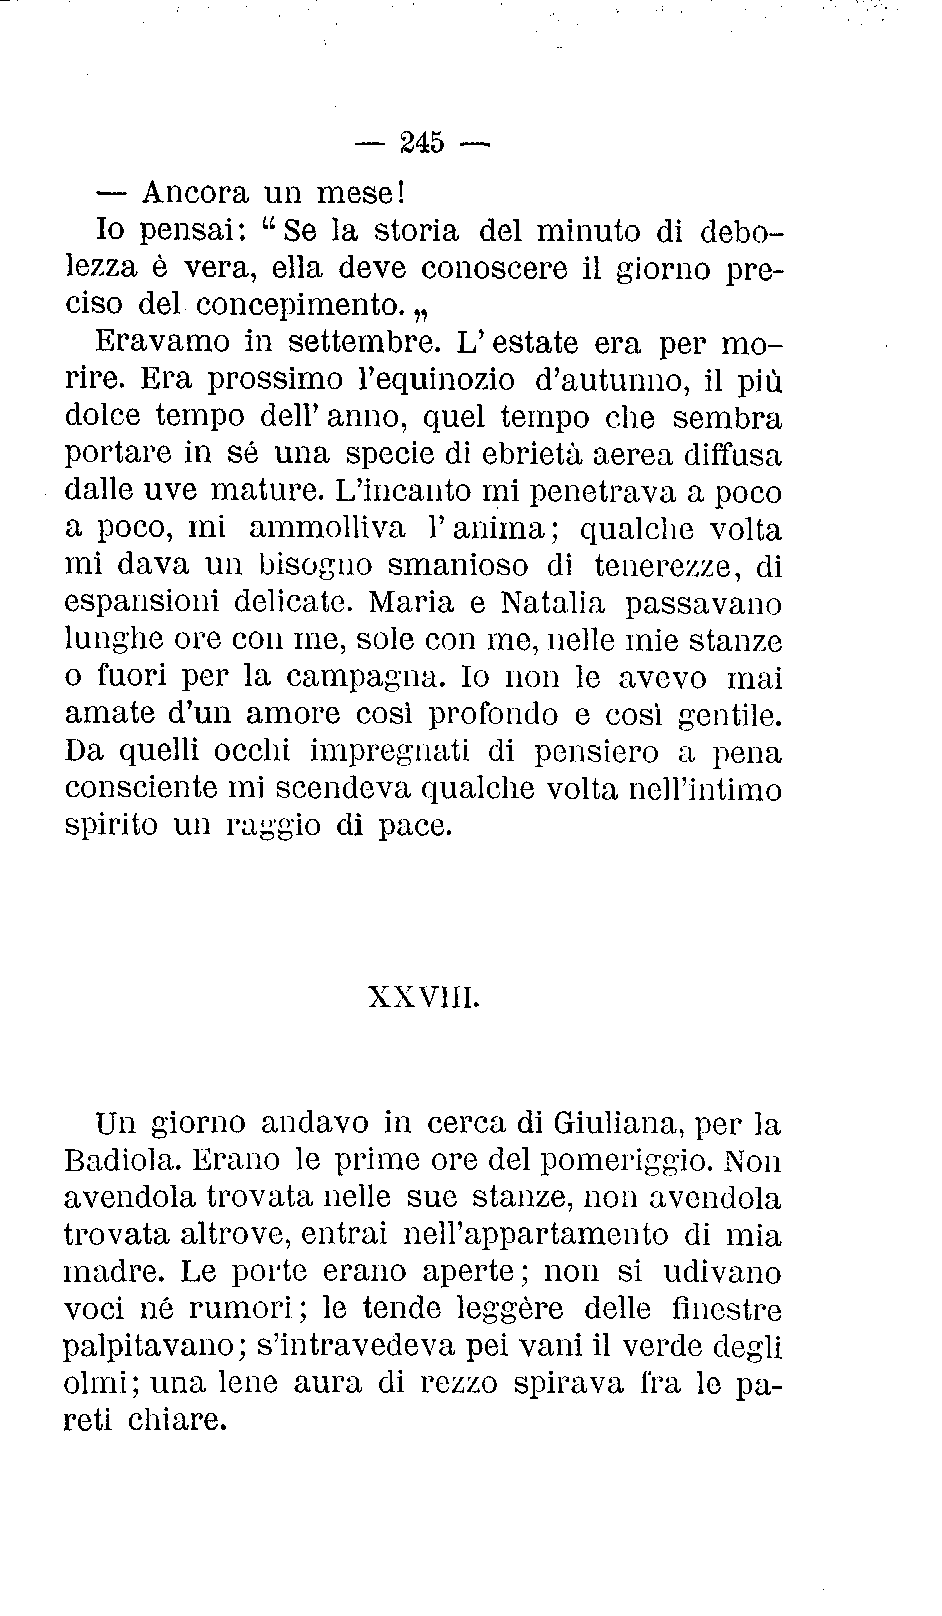 — 245 —
— Ancora un mese!
Io pensai: “ Se la storia del minuto di debo-
lezza è vera, ella deve conoscere il giorno pre-
ciso del concepimento. „
Eravamo in settembre. L' estate era per mo-
rire. Era prossimo l'equinozio d'autunno, il più
dolce tempo dell' anno, quel tempo che sembra
portare in sé una specie di ebrietà aerea diffusa
dalle uve mature. L'incanto mi penetrava a poco
a poco, mi ammolliva l' anima; qualche volta
mi dava un bisogno smanioso di tenerezze, di
espansioni delicate. Maria e Natalia passavano
lunghe ore con me, sole con me, nelle mie stanze
o fuori per la campagna. Io non le avevo mai
amate d'un amore così profondo e così gentile.
Da quelli occhi impregnati di pensiero a pena
consciente mi scendeva qualche volta nell'intimo
spirito un raggio di pace.
XXVIII.
Un giorno andavo in cerca di Giuliana, per la
Badiola. Erano le prime ore del pomeriggio. Non
avendola trovata nelle sue stanze, non avendola
trovata altrove, entrai nell'appartamento di mia
madre. Le porte erano aperte; non si udivano
voci né rumori; le tende leggère delle finestre
palpitavano; s'intravedeva pei vani il verde degli
olmi; una lene aura di rezzo spirava fra le pa-
reti chiare.